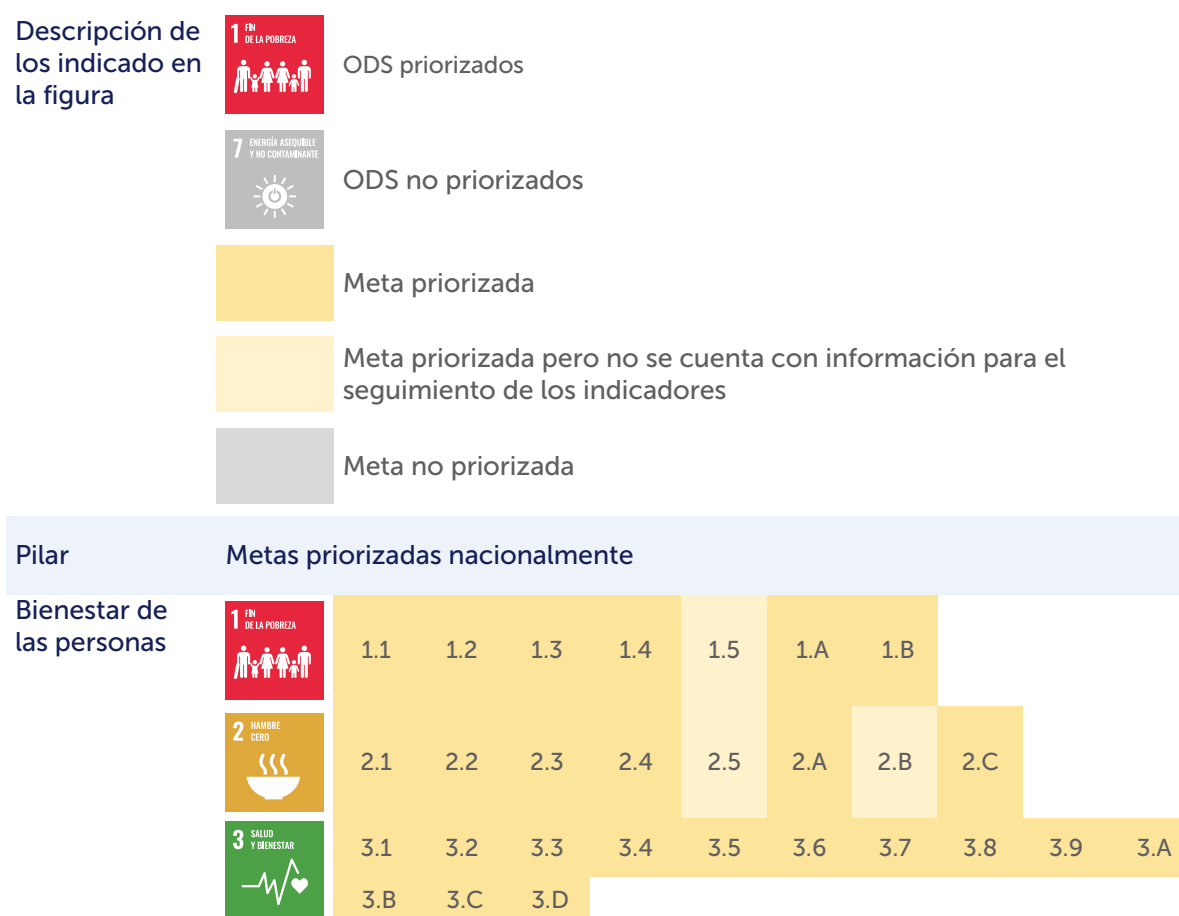 Descripción de
los indicado en
la figura
1 FIN
DE LA POBREZA
ODS priorizados
7 ENERGÍA ASEQUIBLE
Y NO CONTAMINANTE
ODS no priorizados
Meta priorizada
Meta priorizada pero no se cuenta con información para el
seguimiento de los indicadores
Meta no priorizada
Pilar Metas priorizadas nacionalmente
Bienestar de
las personas
1 FIN
DE LA POBREZA
1.1 1.2 1.3 1.4 1.5 1.A 1.B
2 HAMBRE
CERO
2.1 2.2 2.3 2.4 2.5 2.A 2.B 2.C
3 SALUD
Y BIENESTAR
3.1 3.2 3.3 3.4 3.5 3.6 3.7 3.8 3.9 3.A
3.B 3.C 3.D